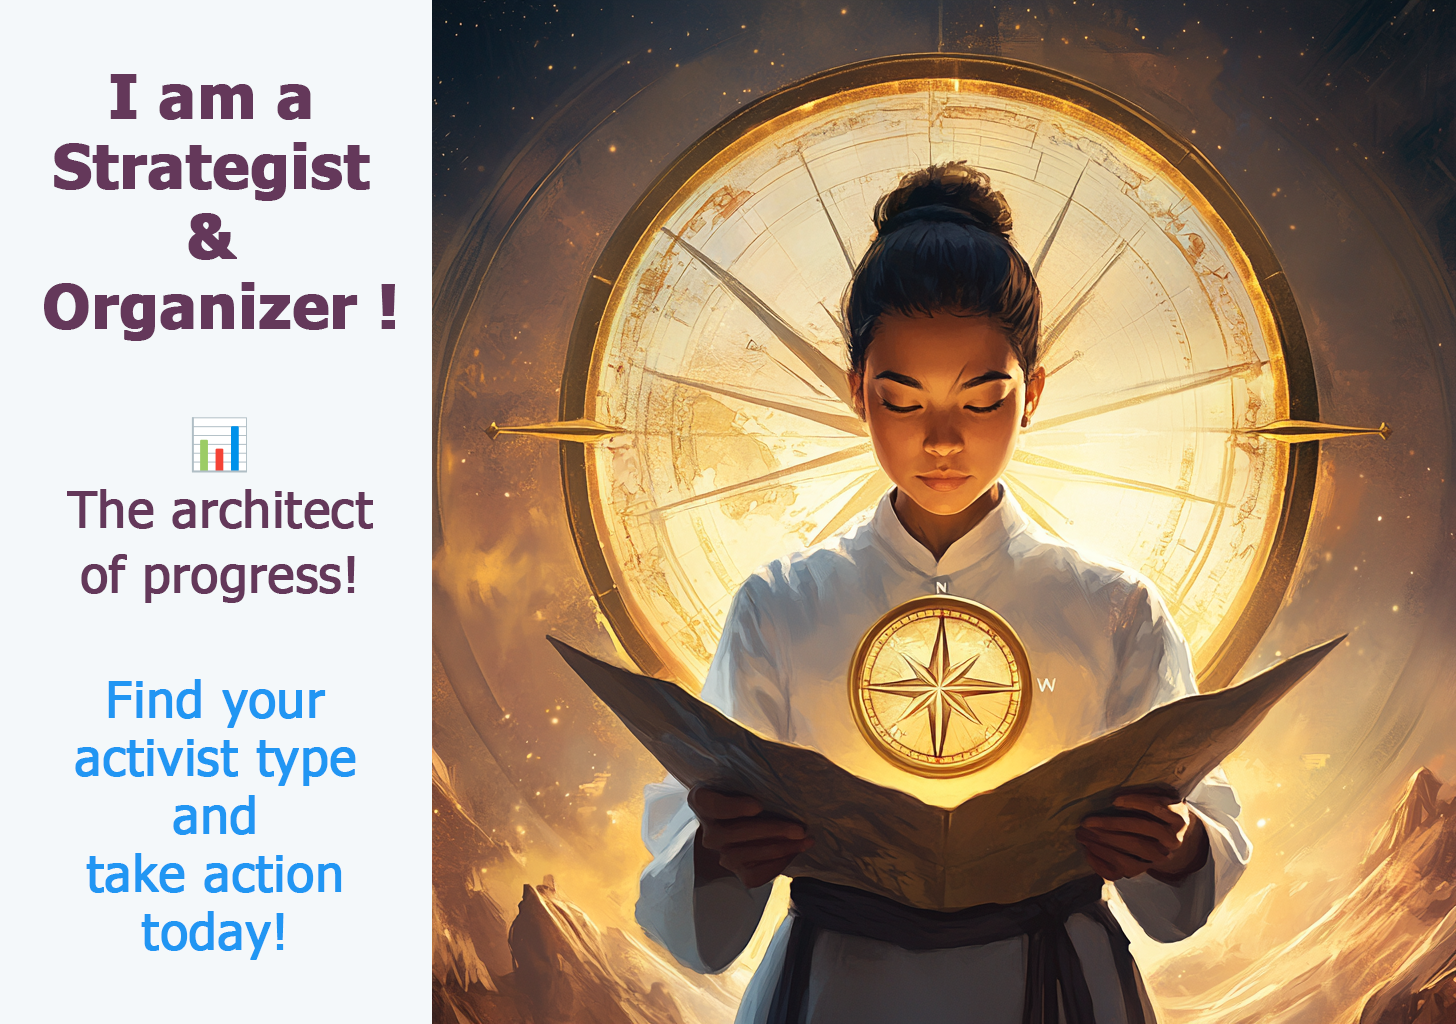 I am a
Strategist
&
Organizer !
The architect
of progress!
Find your
activist type
and
take action
today!
N
W